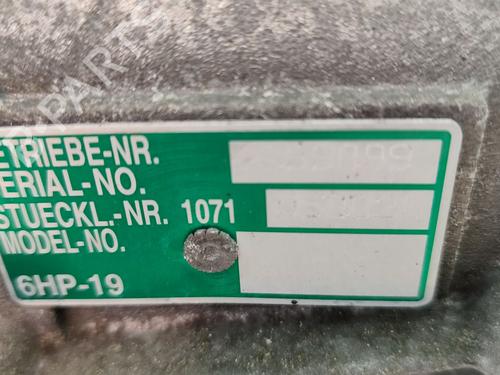 ETRIEBE-NR.
ERIAL-NO.
STUECKL.-NR. 1071
MODEL-NO.
6HP-19